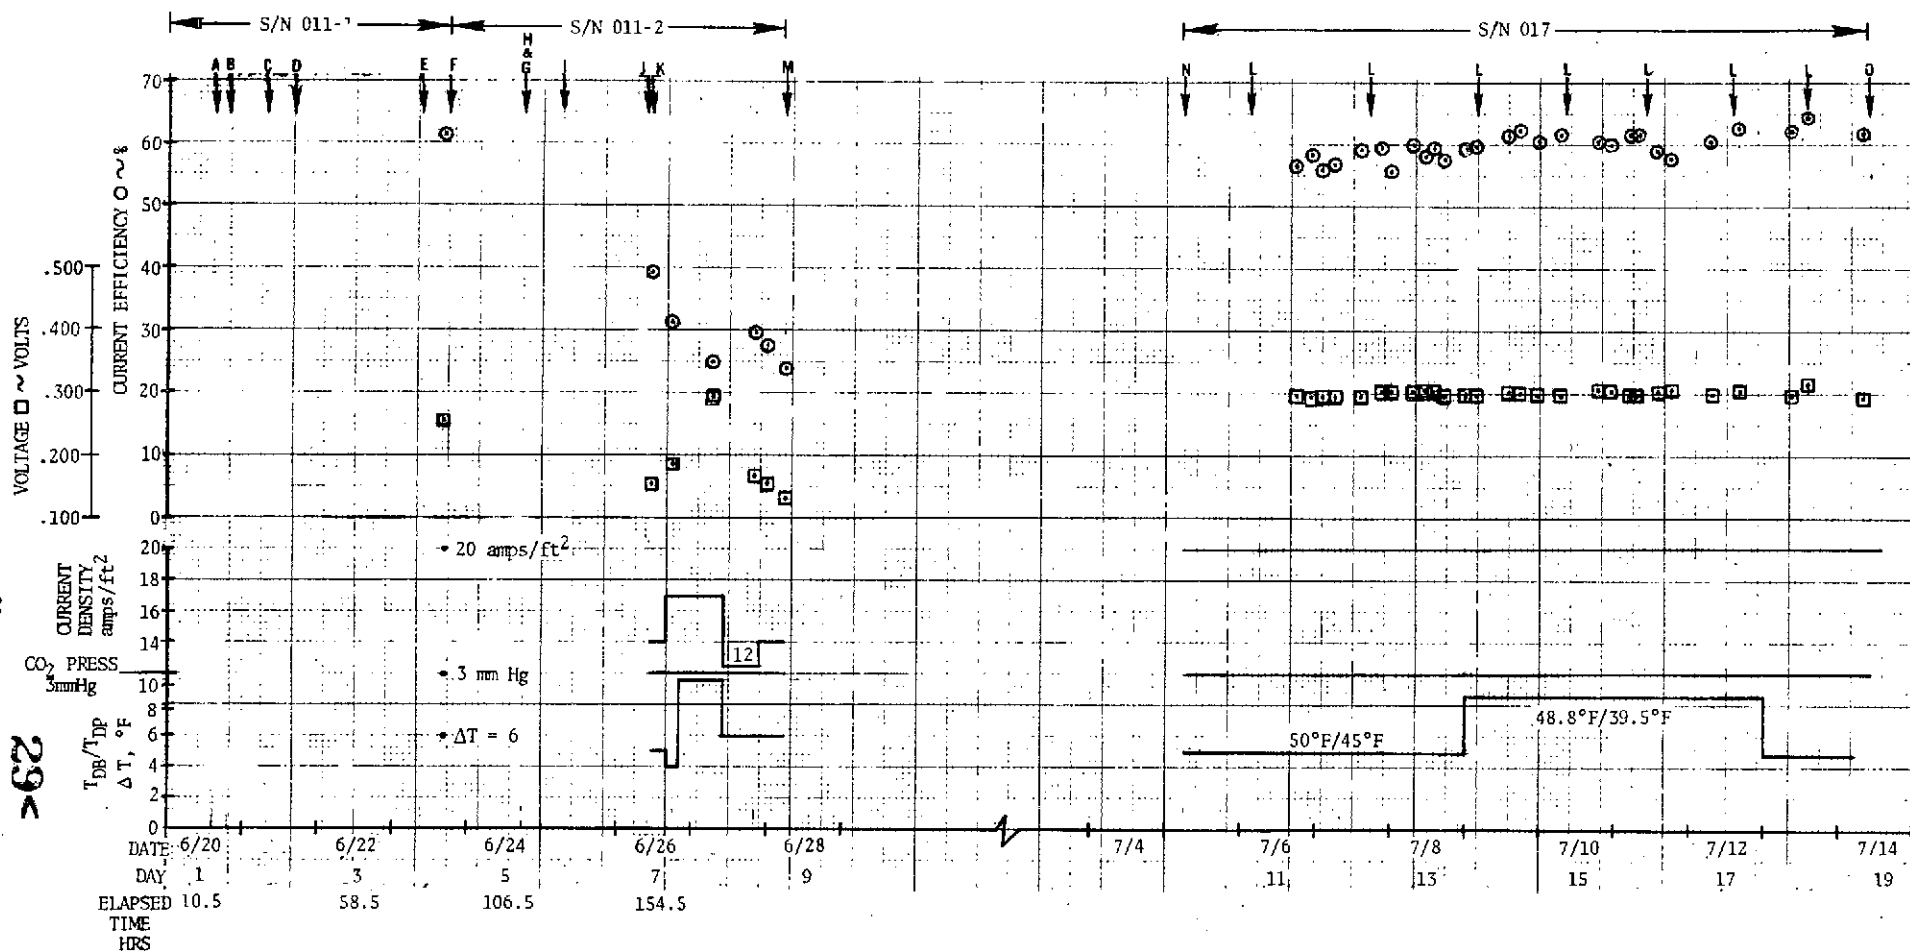 S/N 011-1 S/N 011-2 S/N 017
H
&
G
A B C D E F I J K M N L L L L L L L O
70
60
50
40
30
20
10
0
CURRENT EFFICIENCY O ~ %
.500
.400
.300
.200
.100
VOLTAGE □ ~ VOLTS
20
18
16
14
CURRENT
DENSITY
amps/ft²
• 20 amps/ft²
12
CO₂ PRESS
3mmHg
• 3 mm Hg
10
8
6
4
2
0
T_DB/T_DP
Δ T, °F
• ΔT = 6
50°F/45°F
48.8°F/39.5°F
29<
DATE 6/20 6/22 6/24 6/26 6/28 7/4 7/6 7/8 7/10 7/12 7/14
DAY 1 3 5 7 9 11 13 15 17 19
ELAPSED 10.5 58.5 106.5 154.5
TIME
HRS